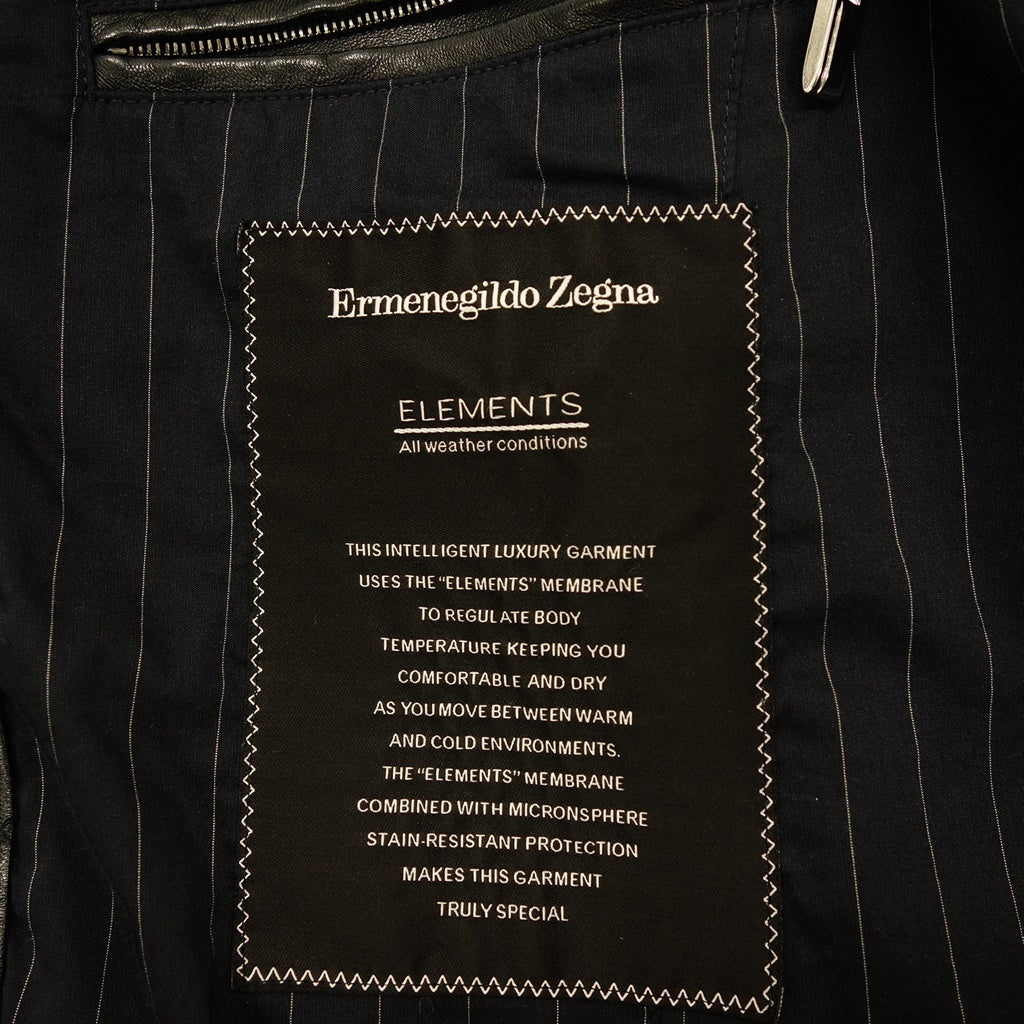 Ermenegildo Zegna
ELEMENTS
All weather conditions
THIS INTELLIGENT LUXURY GARMENT
USES THE "ELEMENTS" MEMBRANE
TO REGULATE BODY
TEMPERATURE KEEPING YOU
COMFORTABLE AND DRY
AS YOU MOVE BETWEEN WARM
AND COLD ENVIRONMENTS.
THE "ELEMENTS" MEMBRANE
COMBINED WITH MICRONSPHERE
STAIN-RESISTANT PROTECTION
MAKES THIS GARMENT
TRULY SPECIAL